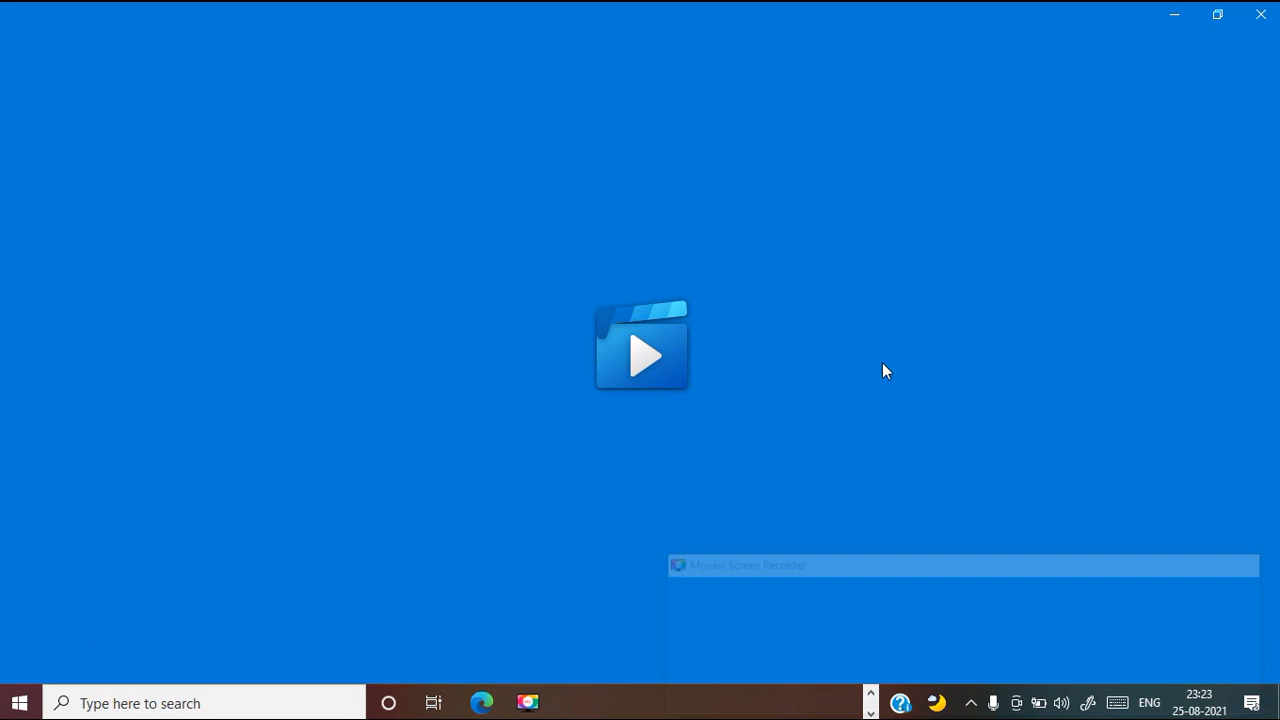 Movavi Screen Recorder
Type here to search
ENG
23:23
25-08-2021